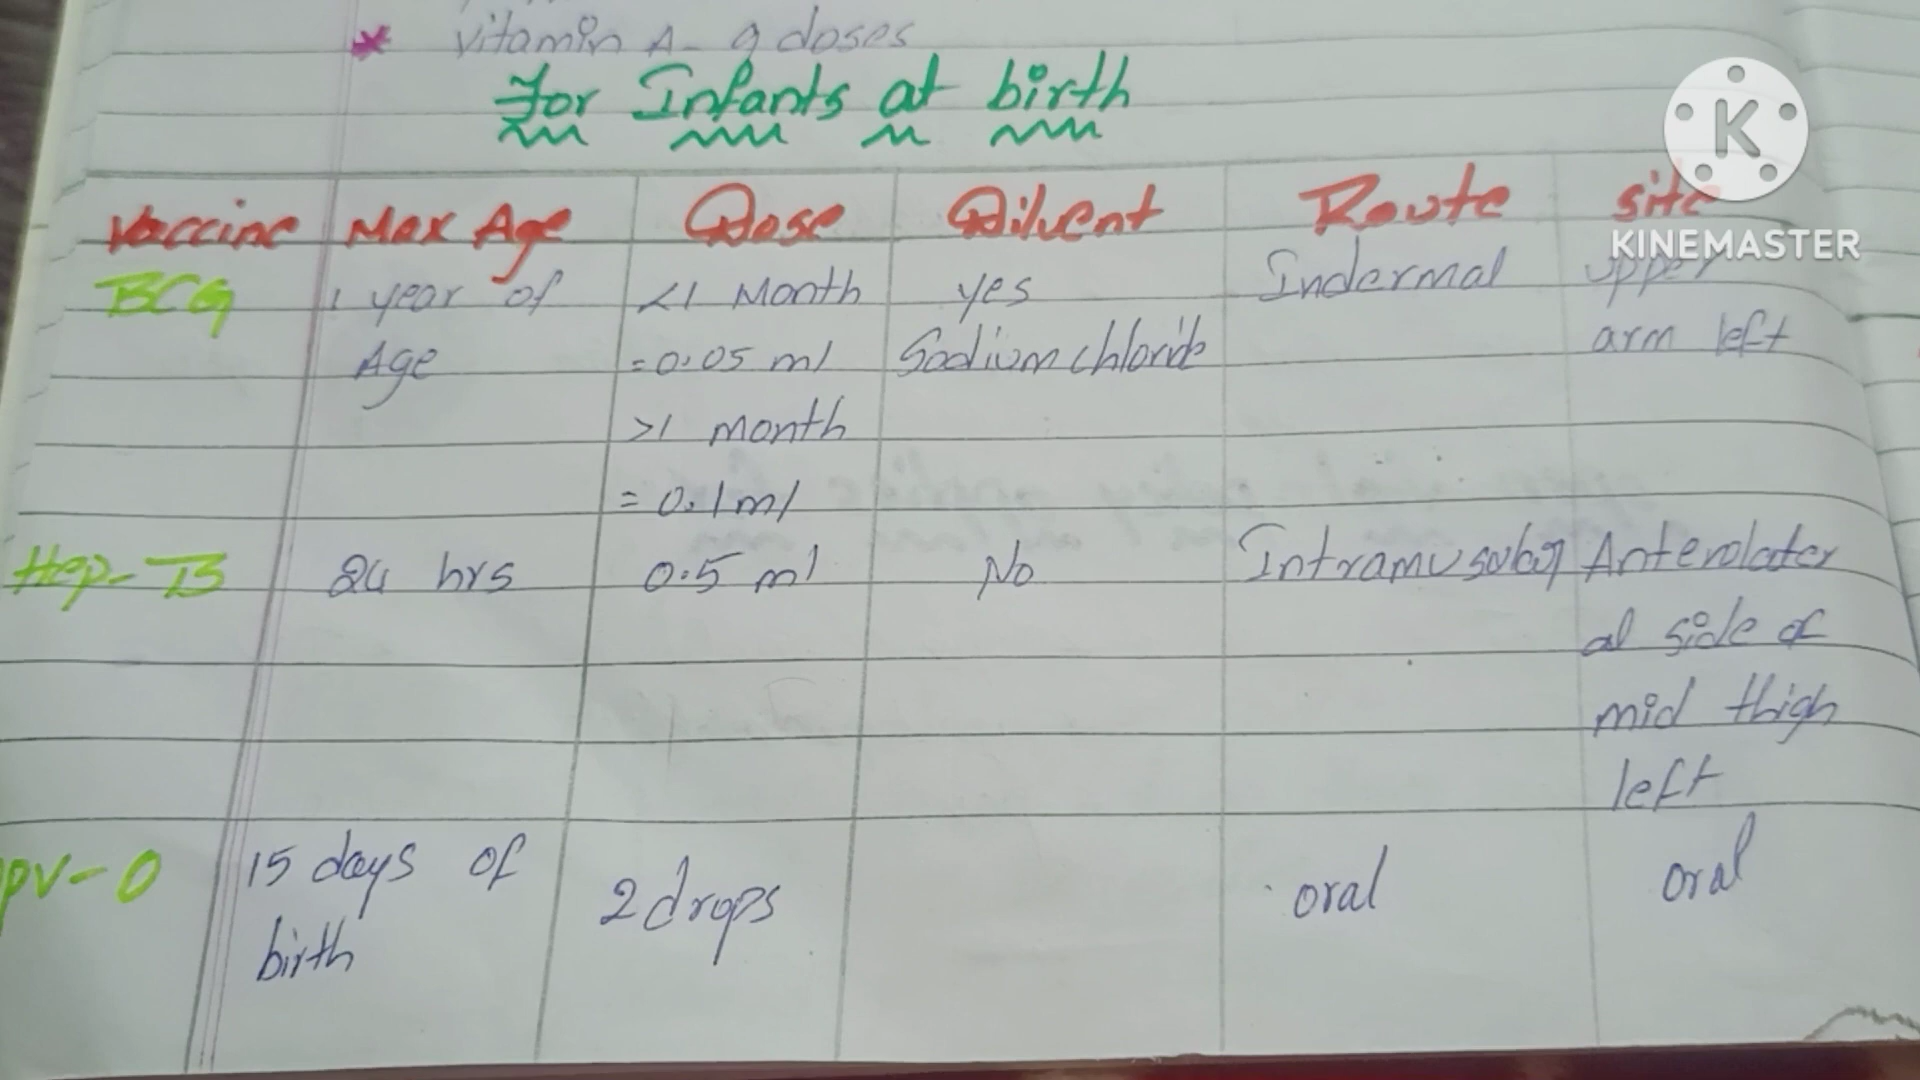 * Vitamin A - 9 doses
For Infants at birth
Vaccine Max Age Dose Diluent Route site
KINEMASTER
BCG 1 year of <1 Month yes Indermal upper
Age =0.05 ml Sodium chloride arm left
>1 month
= 0.1ml
Hep-B 24 hrs 0.5 ml No Anterolater
al side of
mid thigh
left
pv-0 15 days of 2 drops oral oral
birth